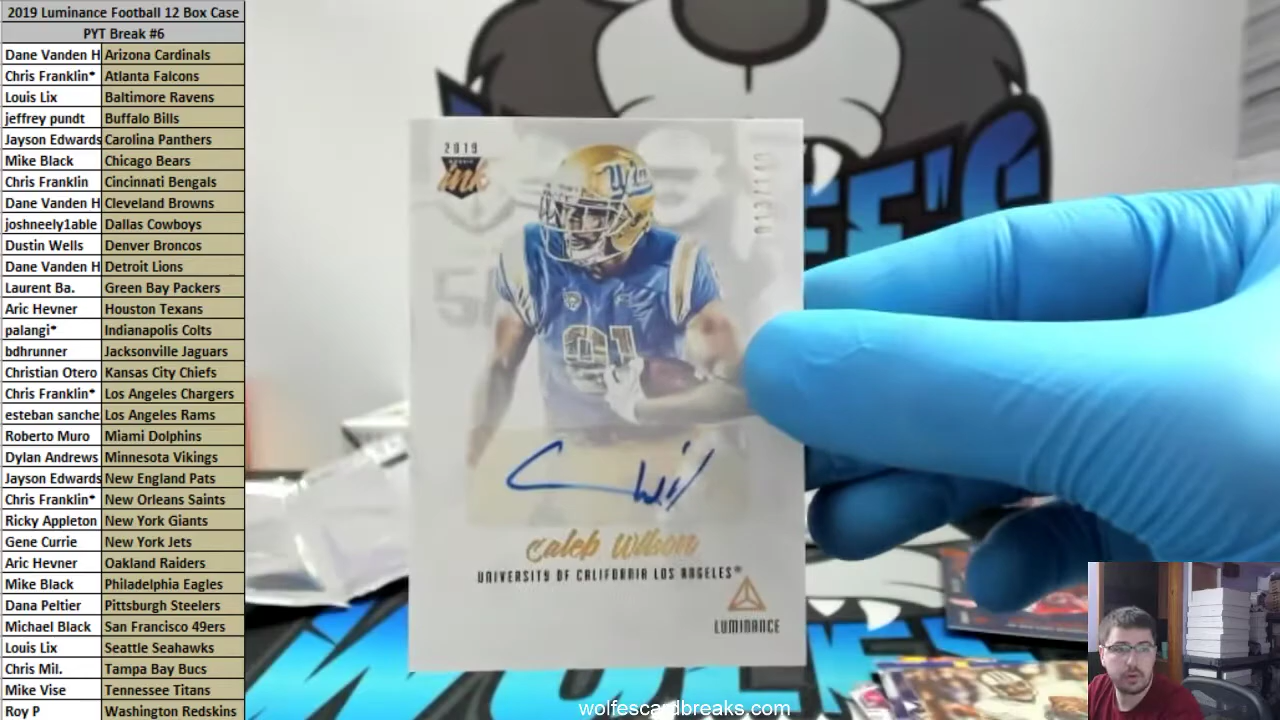 2019 Luminance Football 12 Box Case
PYT Break #6
Dane Vanden H Arizona Cardinals
Chris Franklin* Atlanta Falcons
Louis Lix Baltimore Ravens
jeffrey pundt Buffalo Bills
Jayson Edwards Carolina Panthers
Mike Black Chicago Bears
Chris Franklin Cincinnati Bengals
Dane Vanden H Cleveland Browns
joshneely1able Dallas Cowboys
Dustin Wells Denver Broncos
Dane Vanden H Detroit Lions
Laurent Ba. Green Bay Packers
Aric Hevner Houston Texans
palangi* Indianapolis Colts
bdhrunner Jacksonville Jaguars
Christian Otero Kansas City Chiefs
Chris Franklin* Los Angeles Chargers
esteban sanche Los Angeles Rams
Roberto Muro Miami Dolphins
Dylan Andrews Minnesota Vikings
Jayson Edwards New England Pats
Chris Franklin* New Orleans Saints
Ricky Appleton New York Giants
Gene Currie New York Jets
Aric Hevner Oakland Raiders
Mike Black Philadelphia Eagles
Dana Peltier Pittsburgh Steelers
Michael Black San Francisco 49ers
Louis Lix Seattle Seahawks
Chris Mil. Tampa Bay Bucs
Mike Vise Tennessee Titans
Roy P Washington Redskins
2019
ink
81
Caleb Wilson
UNIVERSITY OF CALIFORNIA LOS ANGELES®
LUMINANCE
wolfescardbreaks.com